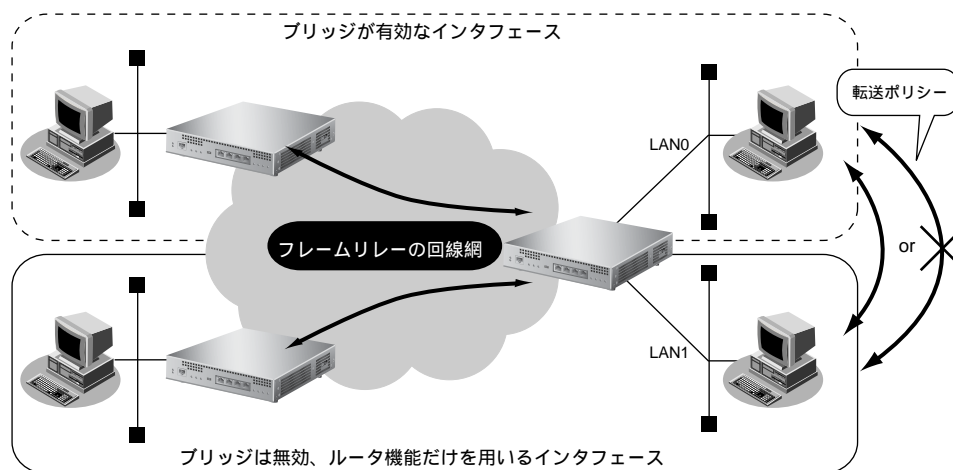 ブリッジが有効なインタフェース
転送ポリシー
LAN0
フレームリレーの回線網
or
LAN1
ブリッジは無効、ルータ機能だけを用いるインタフェース